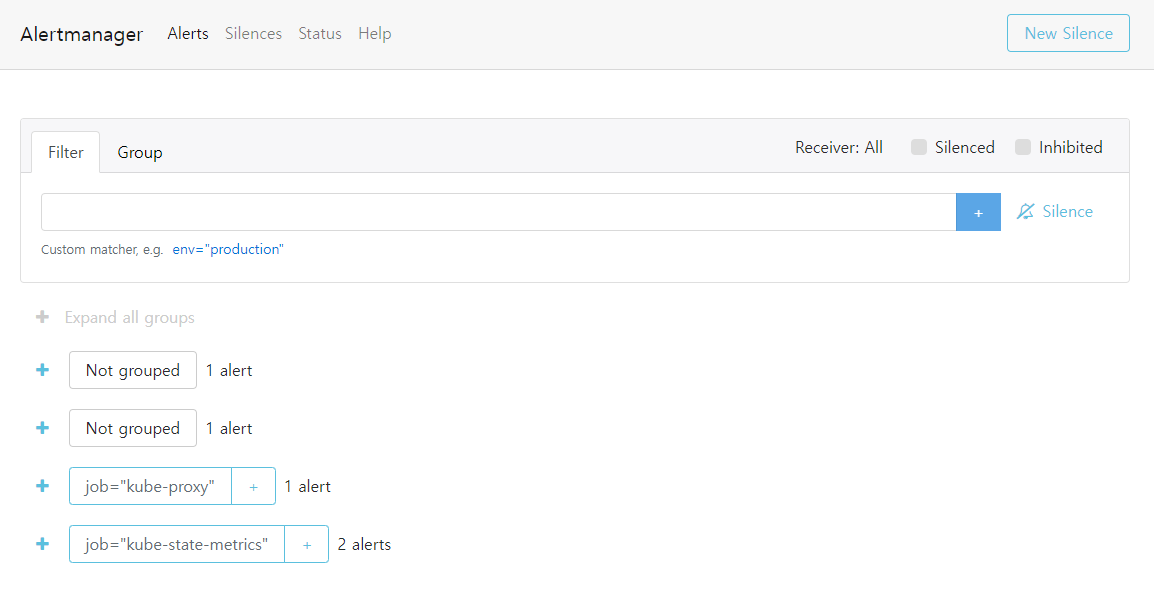 Alertmanager Alerts Silences Status Help New Silence
Filter Group Receiver: All Silenced Inhibited
+ Silence
Custom matcher, e.g. env="production"
+ Expand all groups
+ Not grouped 1 alert
+ Not grouped 1 alert
+ job="kube-proxy" + 1 alert
+ job="kube-state-metrics" + 2 alerts